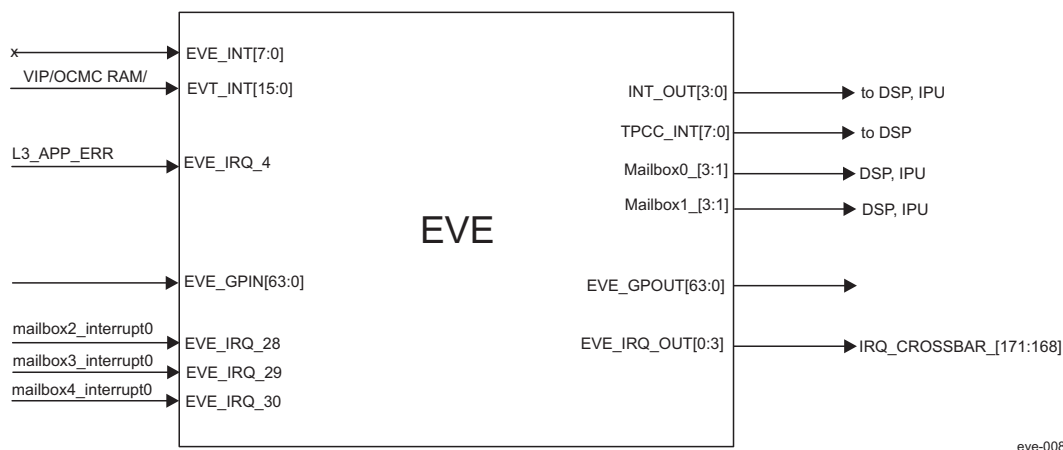 x
EVE_INT[7:0]
VIP/OCMC RAM/
EVT_INT[15:0]
INT_OUT[3:0]
to DSP, IPU
TPCC_INT[7:0]
to DSP
L3_APP_ERR
EVE_IRQ_4
Mailbox0_[3:1]
DSP, IPU
Mailbox1_[3:1]
DSP, IPU
EVE
EVE_GPIN[63:0]
EVE_GPOUT[63:0]
mailbox2_interrupt0
EVE_IRQ_28
EVE_IRQ_OUT[0:3]
IRQ_CROSSBAR_[171:168]
mailbox3_interrupt0
EVE_IRQ_29
mailbox4_interrupt0
EVE_IRQ_30
eve-008